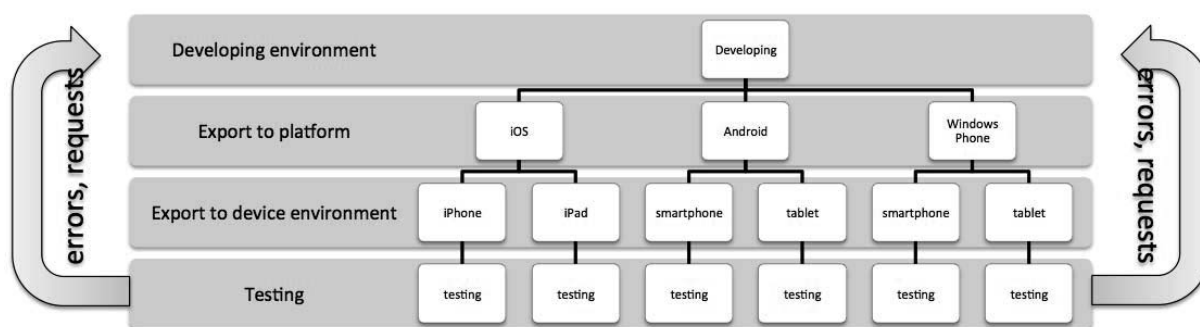 errors, requests
Developing environment
Developing
errors, requests
Export to platform
iOS
Android
Windows
Phone
Export to device environment
iPhone
iPad
smartphone
tablet
smartphone
tablet
Testing
testing
testing
testing
testing
testing
testing